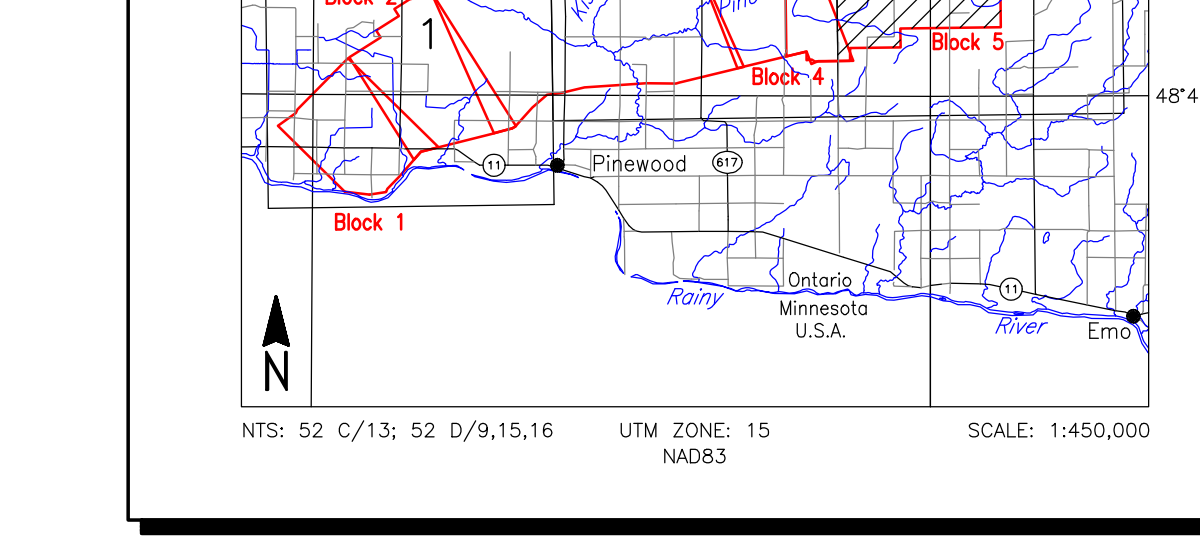 Block 2
1
Block 5
Block 4
48°4
11
Pinewood
617
Block 1
Ontario
Rainy
Minnesota
U.S.A.
11
River
Emo
N
NTS: 52 C/13; 52 D/9,15,16
UTM ZONE: 15
SCALE: 1:450,000
NAD83